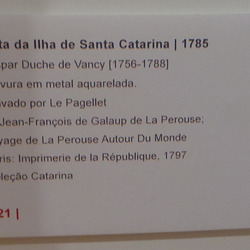 ta da Ilha de Santa Catarina | 1785
par Duche de Vancy [1756-1788]
vura em metal aquarelada.
vado por Le Pagellet
Jean-François de Galaup de La Perouse;
yage de La Perouse Autour Du Monde
ris: Imprimerie de la République, 1797
leção Catarina
21 |